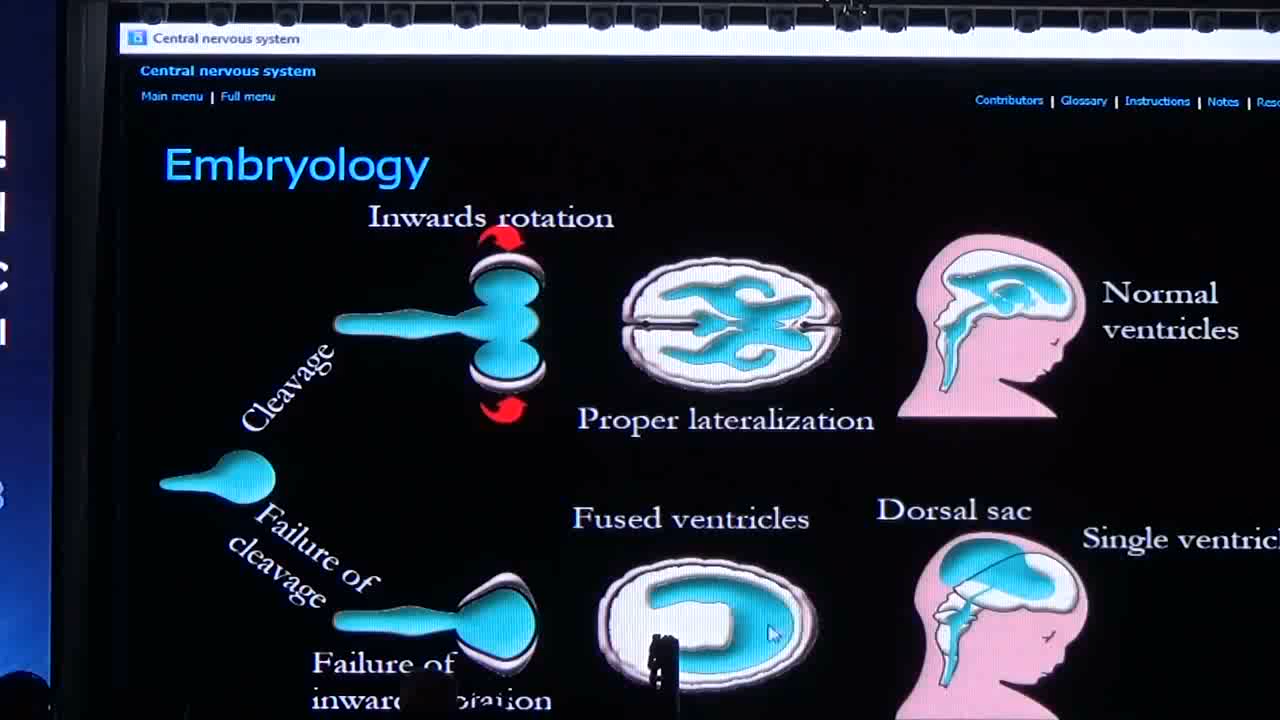 Central nervous system
Central nervous system
Main menu | Full menu
Contributors | Glossary | Instructions | Notes |
Embryology
Inwards rotation
Normal
ventricles
Cleavage
Proper lateralization
Failure of
cleavage
Fused ventricles
Dorsal sac
Single
Failure of